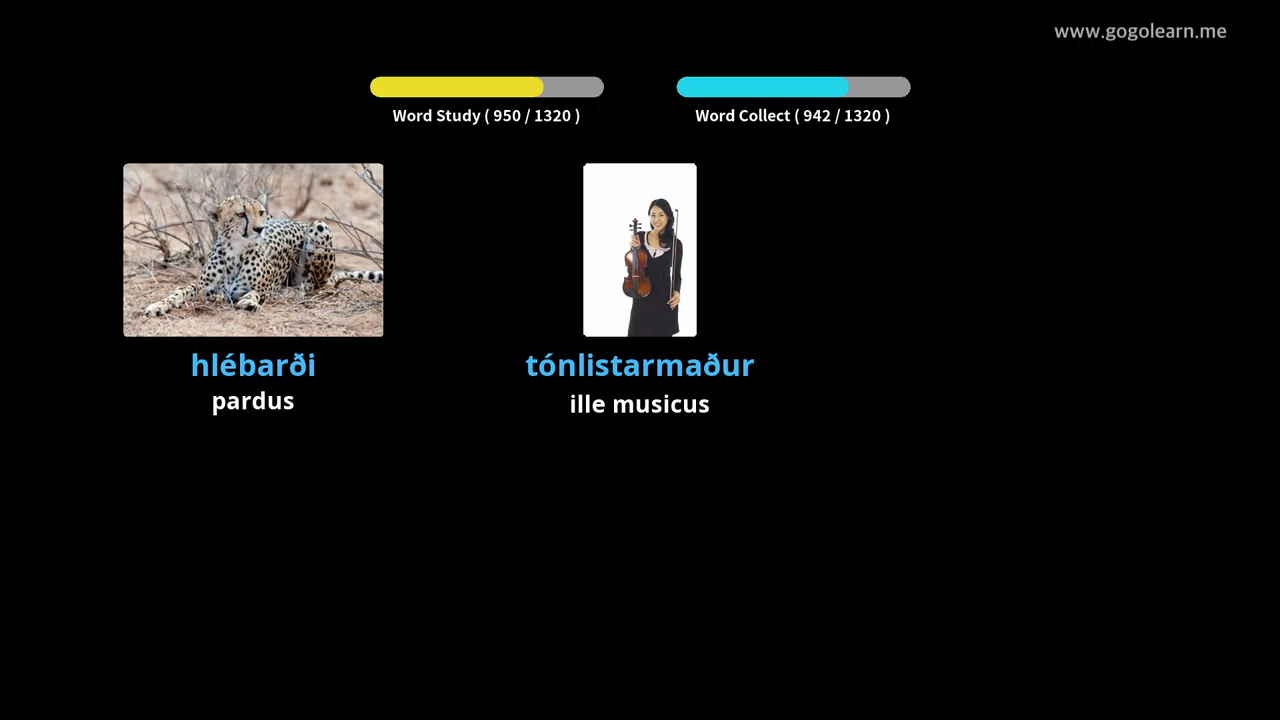 www.gogolearn.me
Word Study ( 950 / 1320 )
Word Collect ( 942 / 1320 )
hlébarði
pardus
tónlistarmaður
ille musicus